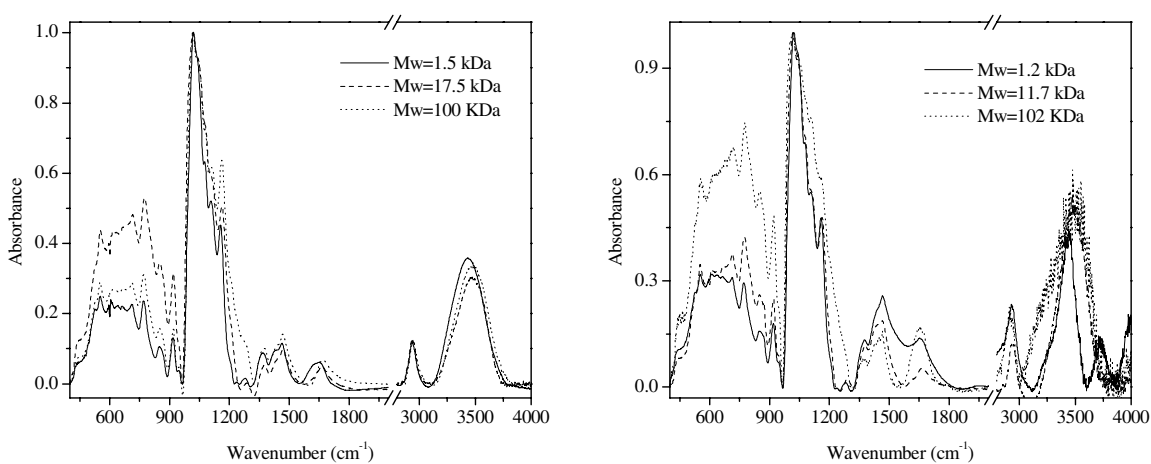 1.0
0.8
0.6
0.4
0.2
0.0
Absorbance
Mw=1.5 kDa
Mw=17.5 kDa
Mw=100 KDa
600 900 1200 1500 1800 3000 3500 4000
Wavenumber (cm⁻¹)
0.9
0.6
0.3
0.0
Absorbance
Mw=1.2 kDa
Mw=11.7 kDa
Mw=102 KDa
600 900 1200 1500 1800 3000 3500 4000
Wavenumber (cm⁻¹)